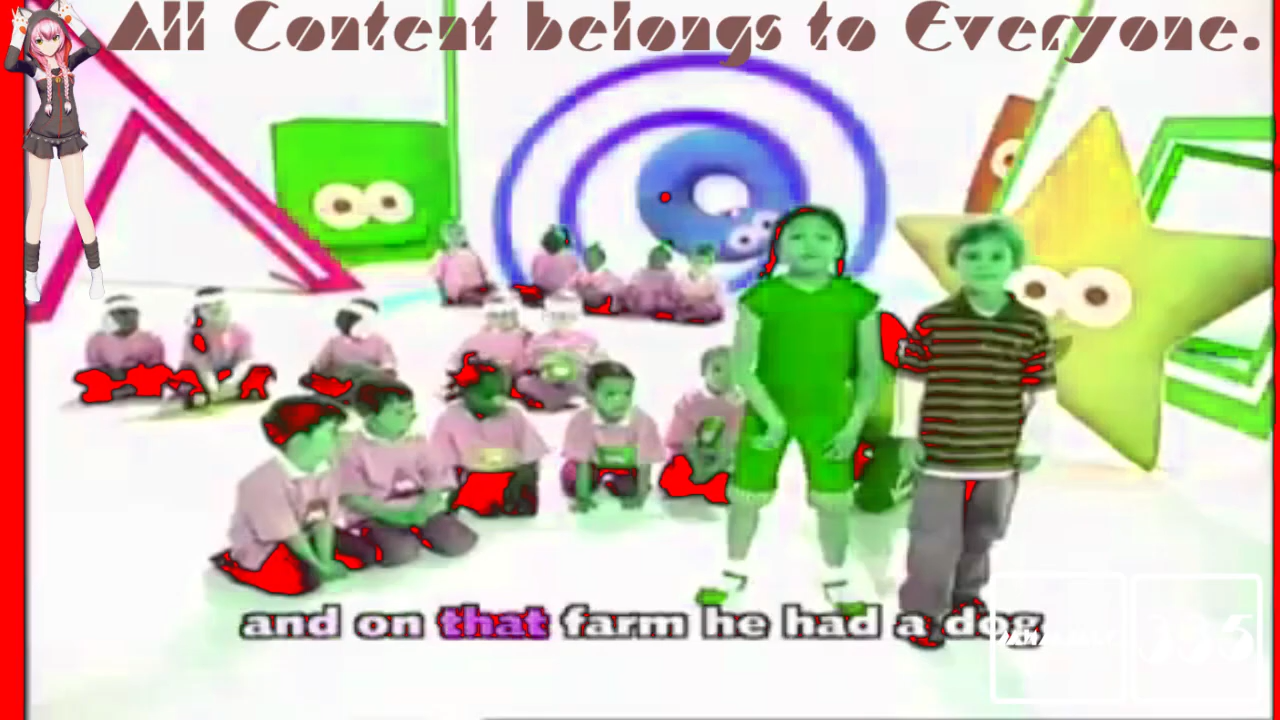 All Content belongs to Everyone.
and on that farm he had a dog